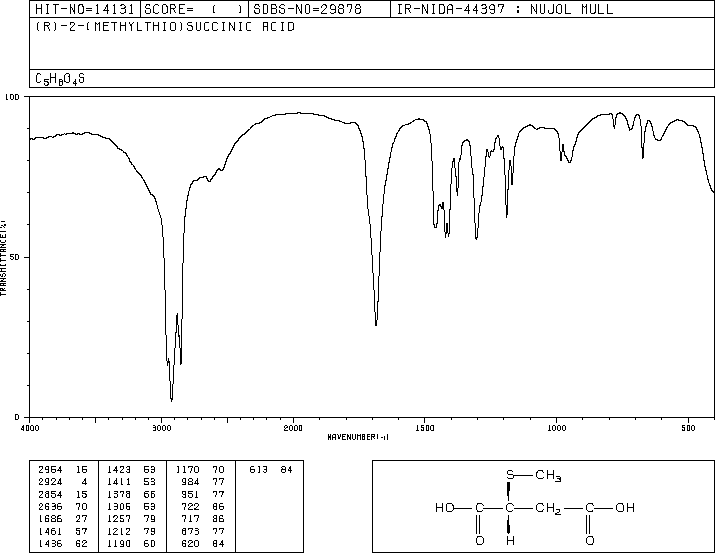 HIT-NO=14131 SCORE= ( ) SDBS-NO=29878 IR-NIDA-44397 : NUJOL MULL
(R)-2-(METHYLTHIO)SUCCINIC ACID
C5H8O4S
100
50
0
TRANSMITTANCE(%)
4000 3000 2000 1500 1000 500
WAVENUMBER(-1)
2954 16 1423 53 1170 70 613 84
2924 4 1411 53 984 77
2854 15 1378 66 951 77
2636 70 1306 53 722 86
1686 27 1257 79 717 86
1461 57 1212 79 673 77
1436 62 1190 60 620 84
S CH3
HO C C CH2 C OH
O H O